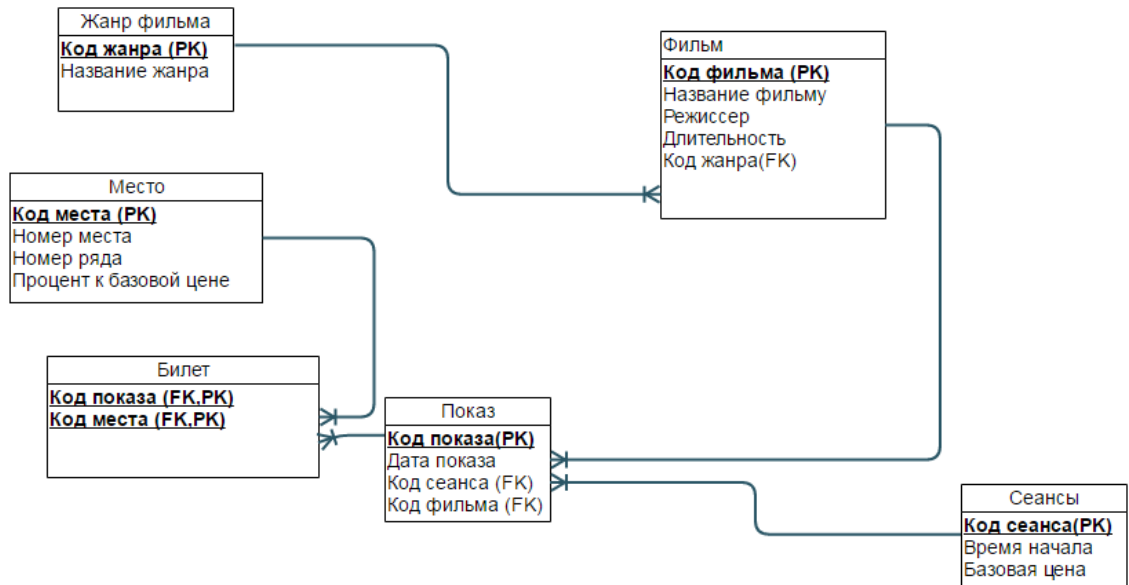 Жанр фильма
Код жанра (PK)
Название жанра
Фильм
Код фильма (PK)
Название фильму
Режиссер
Длительность
Код жанра(FK)
Место
Код места (PK)
Номер места
Номер ряда
Процент к базовой цене
Билет
Код показа (FK,PK)
Код места (FK,PK)
Показ
Код показа(PK)
Дата показа
Код сеанса (FK)
Код фильма (FK)
Сеансы
Код сеанса(PK)
Время начала
Базовая цена